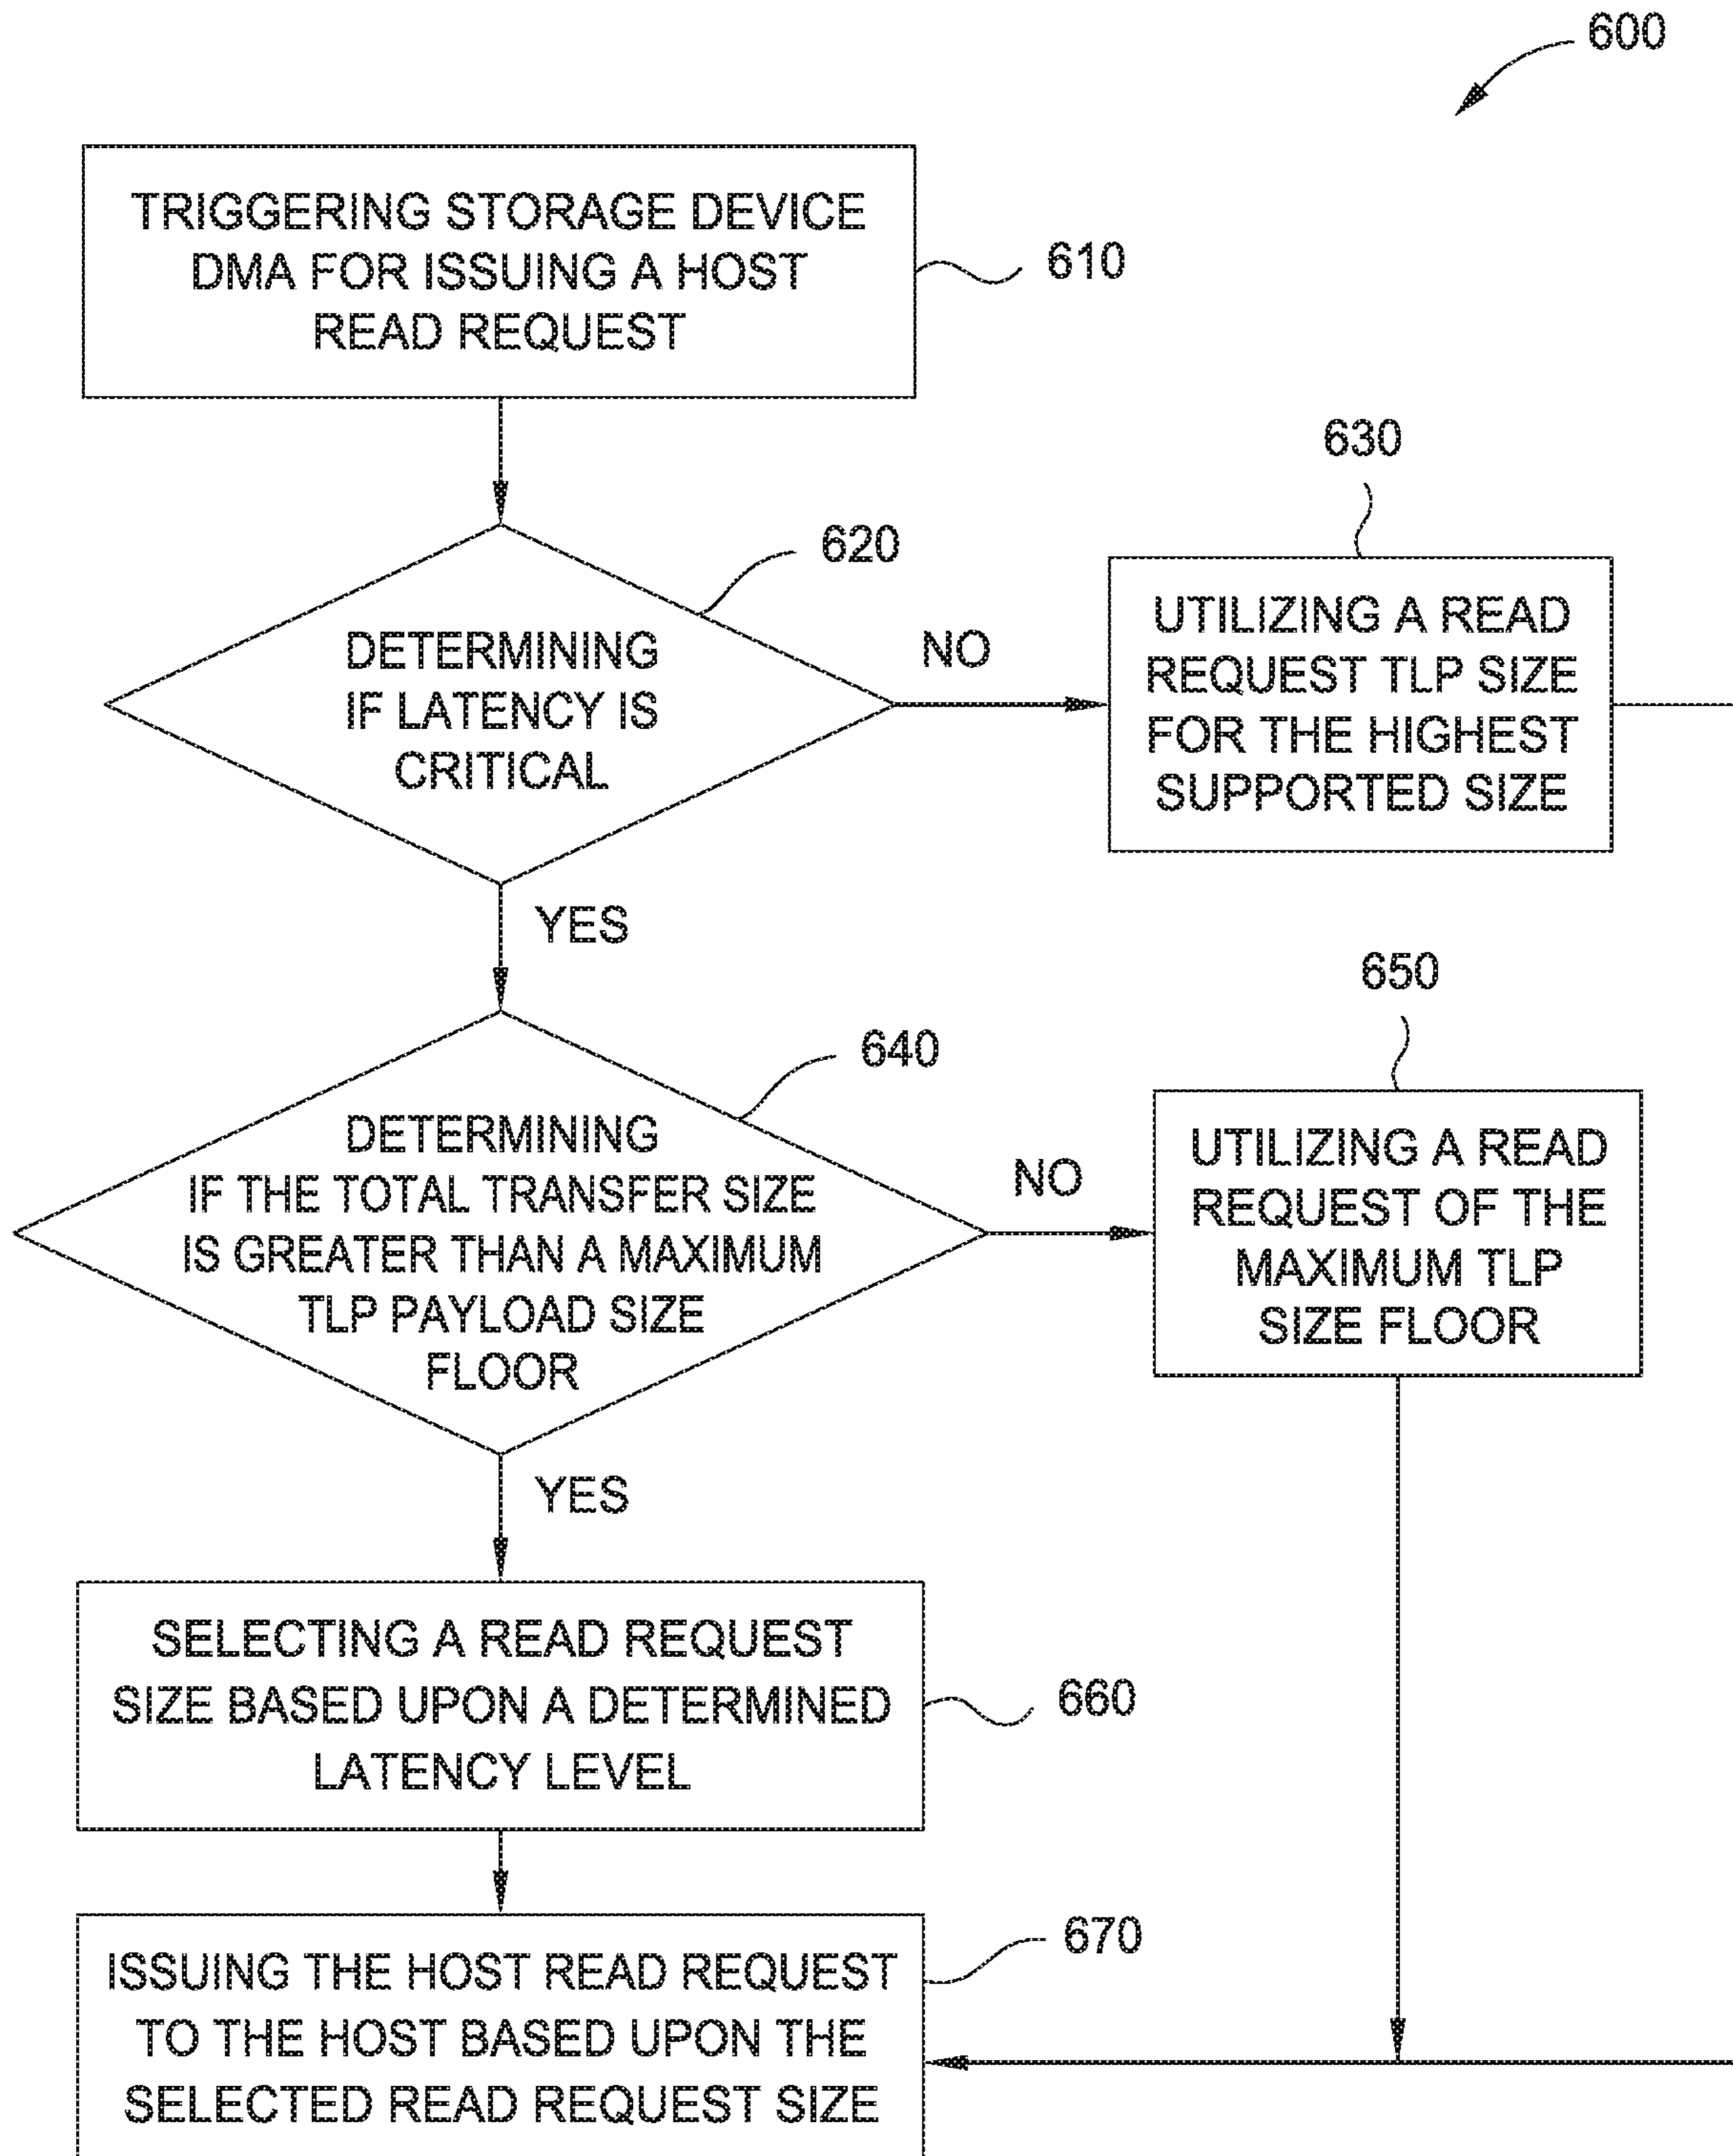 600
TRIGGERING STORAGE DEVICE
DMA FOR ISSUING A HOST
READ REQUEST
610
620
DETERMINING
IF LATENCY IS
CRITICAL
NO
630
UTILIZING A READ
REQUEST TLP SIZE
FOR THE HIGHEST
SUPPORTED SIZE
YES
640
DETERMINING
IF THE TOTAL TRANSFER SIZE
IS GREATER THAN A MAXIMUM
TLP PAYLOAD SIZE
FLOOR
NO
650
UTILIZING A READ
REQUEST OF THE
MAXIMUM TLP
SIZE FLOOR
YES
SELECTING A READ REQUEST
SIZE BASED UPON A DETERMINED
LATENCY LEVEL
660
ISSUING THE HOST READ REQUEST
TO THE HOST BASED UPON THE
SELECTED READ REQUEST SIZE
670